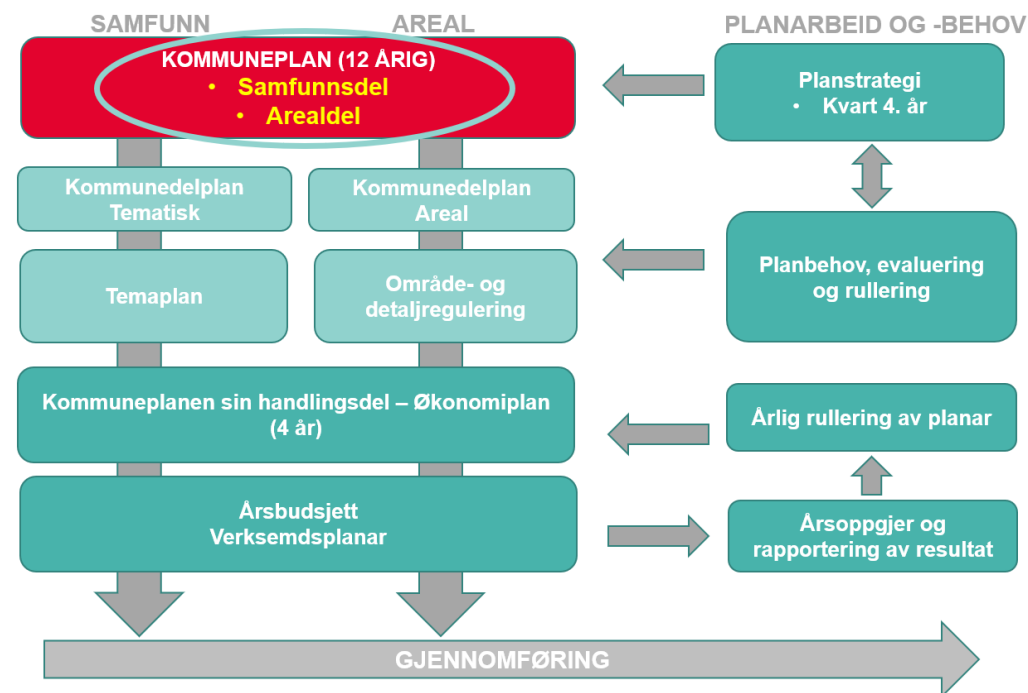 SAMFUNN
AREAL
PLANARBEID OG -BEHOV
KOMMUNEPLAN (12 ÅRIG)
• Samfunnsdel
• Arealdel
Planstrategi
• Kvart 4. år
Kommunedelplan
Tematisk
Kommunedelplan
Areal
Temaplan
Område- og
detaljregulering
Planbehov, evaluering
og rullering
Kommuneplanen sin handlingsdel – Økonomiplan
(4 år)
Årlig rullering av planar
Årsbudsjett
Verksemdsplanar
Årsoppgjer og
rapportering av resultat
GJENNOMFØRING